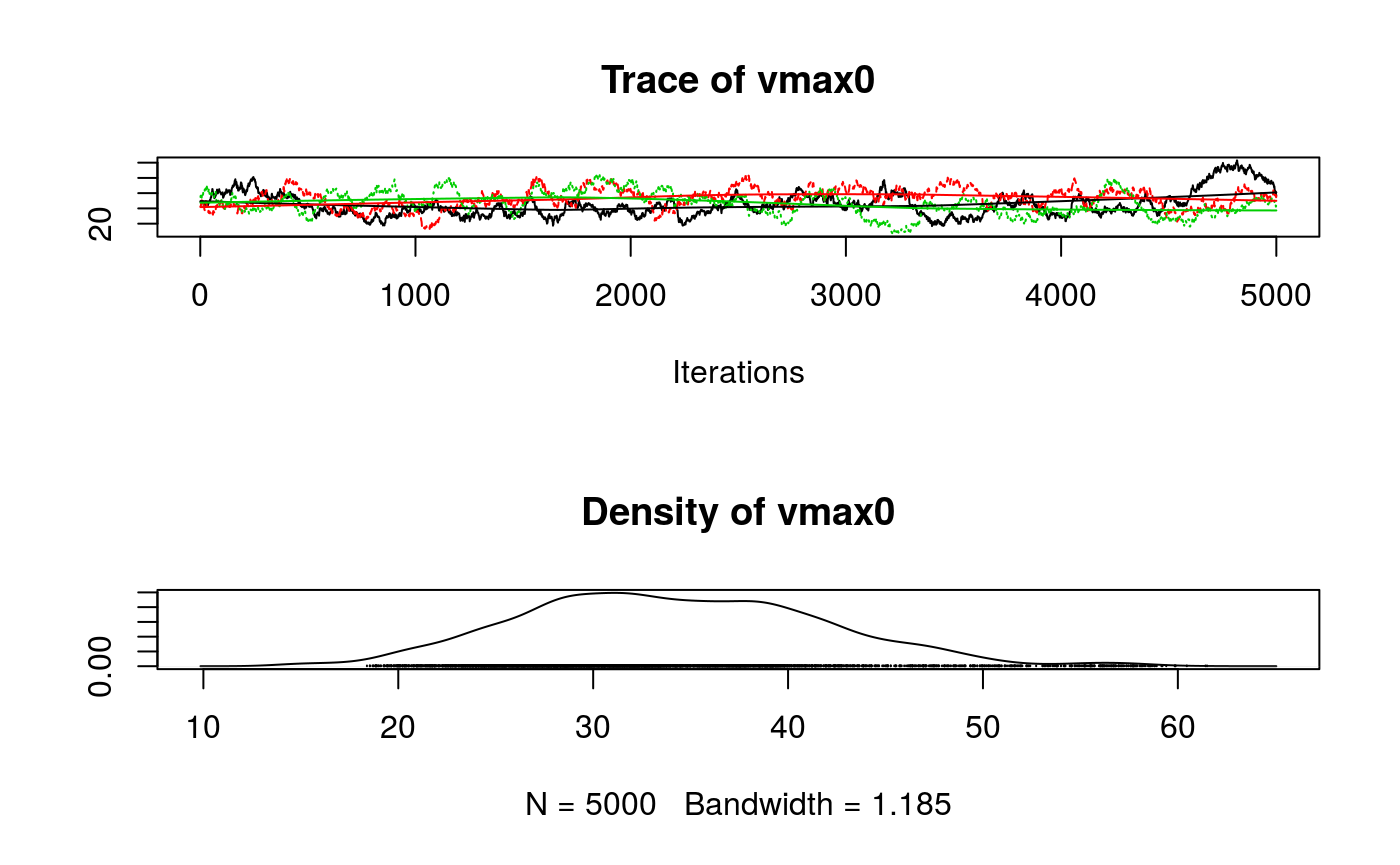 Trace of vmax0
20
0 1000 2000 3000 4000 5000
Iterations
Density of vmax0
0.00
10 20 30 40 50 60
N = 5000 Bandwidth = 1.185